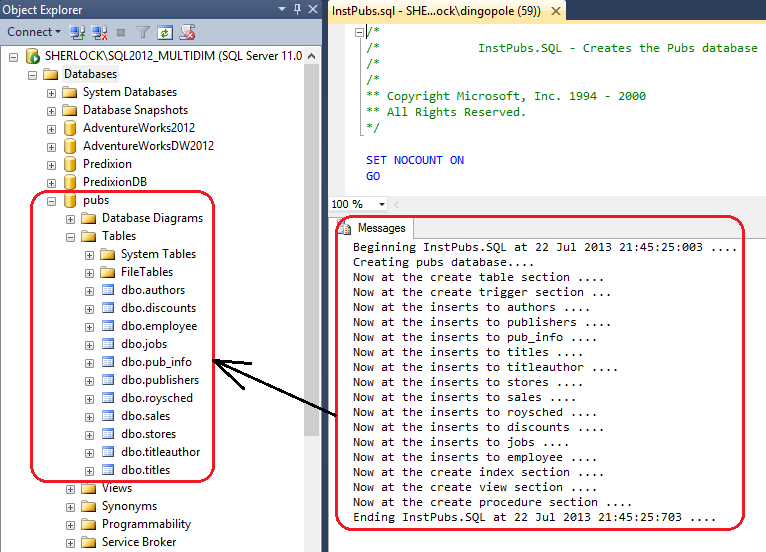 Object Explorer
Connect
SHERLOCK\SQL2012_MULTIDIM (SQL Server 11.0
Databases
System Databases
Database Snapshots
AdventureWorks2012
AdventureWorksDW2012
Predixion
PredixionDB
pubs
Database Diagrams
Tables
System Tables
FileTables
dbo.authors
dbo.discounts
dbo.employee
dbo.jobs
dbo.pub_info
dbo.publishers
dbo.roysched
dbo.sales
dbo.stores
dbo.titleauthor
dbo.titles
Views
Synonyms
Programmability
Service Broker
InstPubs.sql - SHE...ock\dingopole (59))
/*
/* InstPubs.SQL - Creates the Pubs database
/*
/*
** Copyright Microsoft, Inc. 1994 - 2000
** All Rights Reserved.
*/
SET NOCOUNT ON
GO
100 %
Messages
Beginning InstPubs.SQL at 22 Jul 2013 21:45:25:003 ....
Creating pubs database....
Now at the create table section ....
Now at the create trigger section ...
Now at the inserts to authors ....
Now at the inserts to publishers ....
Now at the inserts to pub_info ....
Now at the inserts to titles ....
Now at the inserts to titleauthor ....
Now at the inserts to stores ....
Now at the inserts to sales ....
Now at the inserts to roysched ....
Now at the inserts to discounts ....
Now at the inserts to jobs ....
Now at the inserts to employee ....
Now at the create index section ....
Now at the create view section ....
Now at the create procedure section ....
Ending InstPubs.SQL at 22 Jul 2013 21:45:25:703 ....